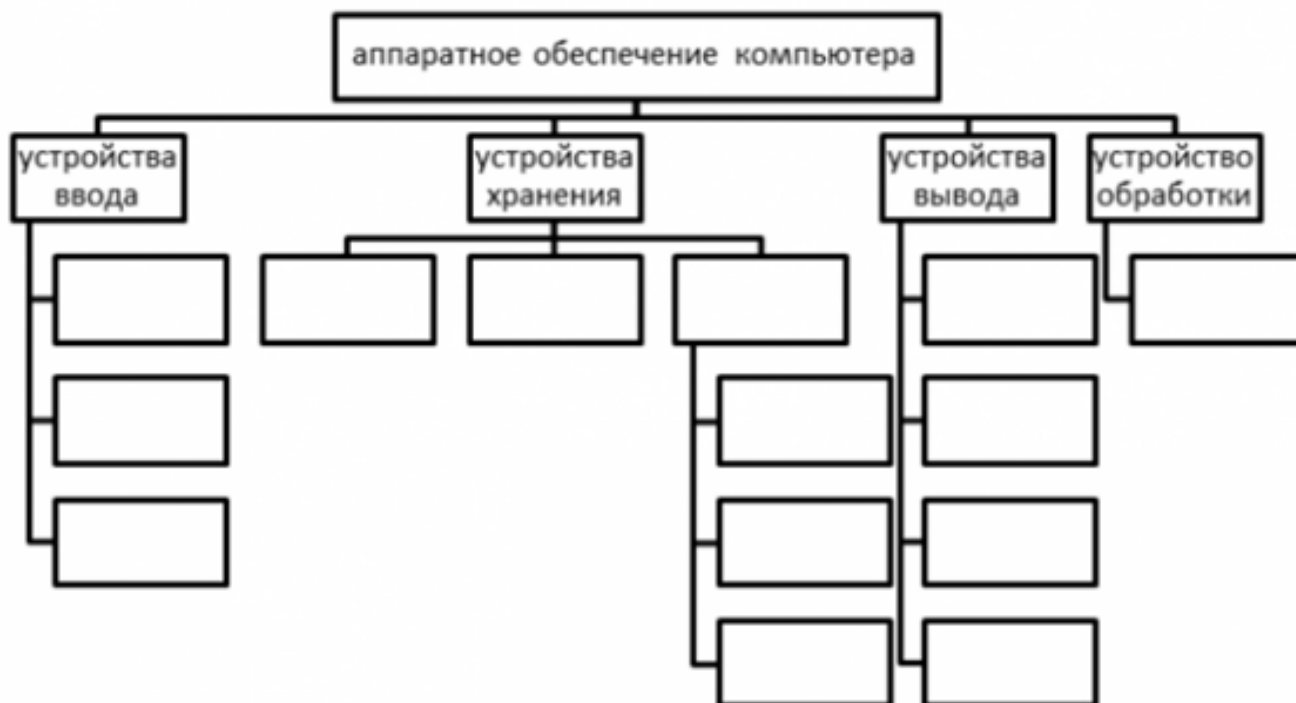 аппаратное обеспечение компьютера
устройства
ввода
устройства
хранения
устройства
вывода
устройство
обработки